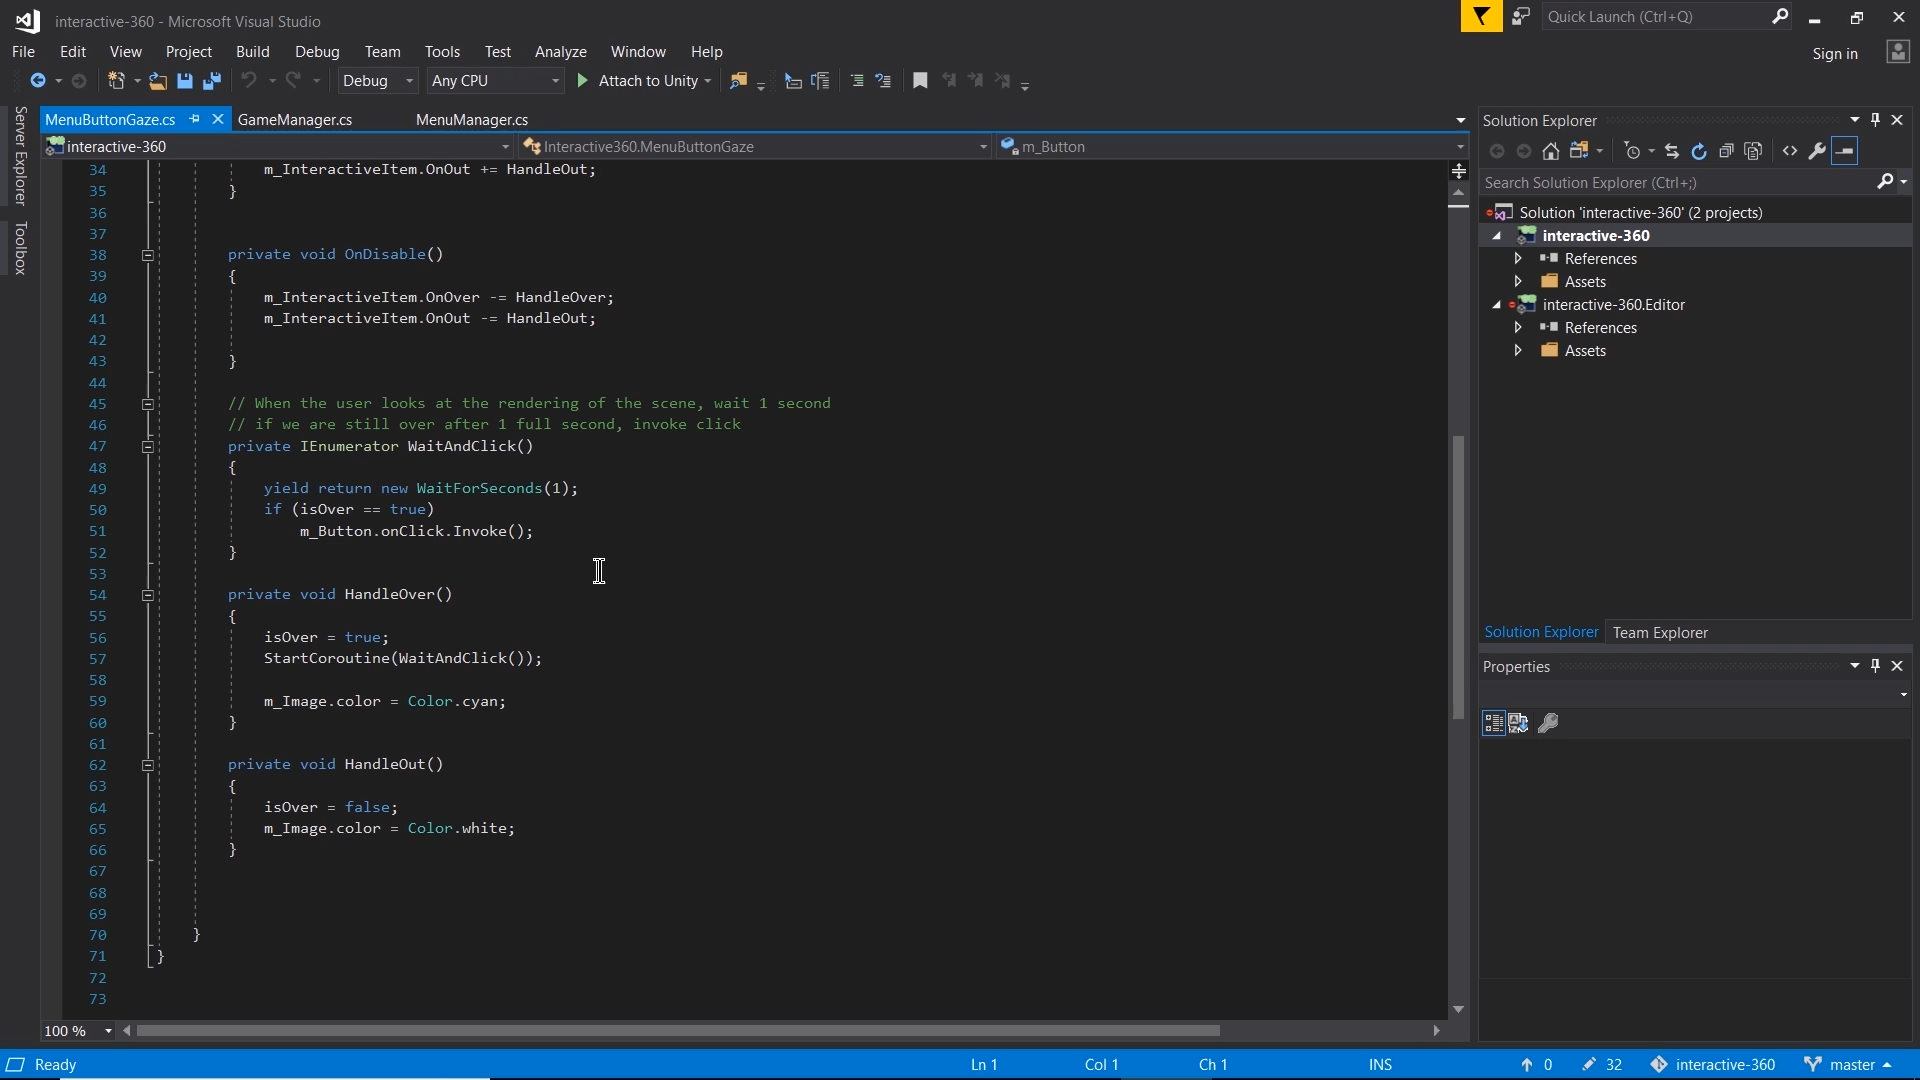 interactive-360 - Microsoft Visual Studio
Quick Launch (Ctrl+Q)
File Edit View Project Build Debug Team Tools Test Analyze Window Help
Sign in
Debug Any CPU Attach to Unity
Server Explorer
Toolbox
MenuButtonGaze.cs GameManager.cs MenuManager.cs
interactive-360 Interactive360.MenuButtonGaze m_Button
34 m_InteractiveItem.OnOut += HandleOut;
35 }
36
37
38 private void OnDisable()
39 {
40 m_InteractiveItem.OnOver -= HandleOver;
41 m_InteractiveItem.OnOut -= HandleOut;
42
43 }
44
45 // When the user looks at the rendering of the scene, wait 1 second
46 // if we are still over after 1 full second, invoke click
47 private IEnumerator WaitAndClick()
48 {
49 yield return new WaitForSeconds(1);
50 if (isOver == true)
51 m_Button.onClick.Invoke();
52 }
53
54 private void HandleOver()
55 {
56 isOver = true;
57 StartCoroutine(WaitAndClick());
58
59 m_Image.color = Color.cyan;
60 }
61
62 private void HandleOut()
63 {
64 isOver = false;
65 m_Image.color = Color.white;
66 }
67
68
69
70 }
71 }
72
73
100 %
Solution Explorer
Search Solution Explorer (Ctrl+;)
Solution 'interactive-360' (2 projects)
interactive-360
References
Assets
interactive-360.Editor
References
Assets
Solution Explorer Team Explorer
Properties
Ready Ln 1 Col 1 Ch 1 INS 0 32 interactive-360 master